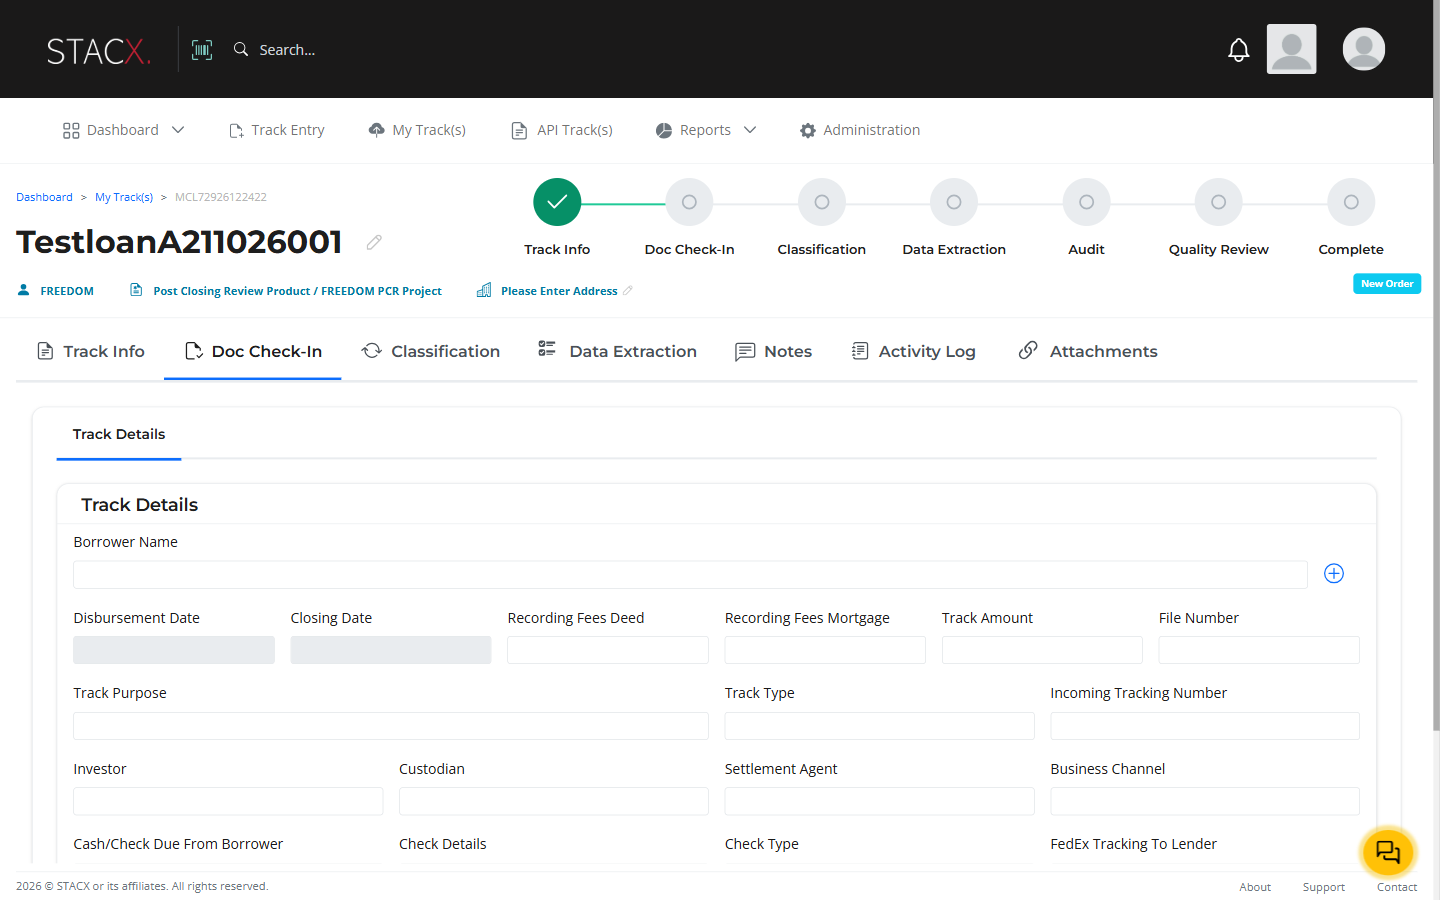 STACX.
Search...
Dashboard
Track Entry
My Track(s)
API Track(s)
Reports
Administration
Dashboard > My Track(s) > MCL72926122422
TestloanA211026001
Track Info
Doc Check-In
Classification
Data Extraction
Audit
Quality Review
Complete
FREEDOM
Post Closing Review Product / FREEDOM PCR Project
Please Enter Address
New Order
Track Info
Doc Check-In
Classification
Data Extraction
Notes
Activity Log
Attachments
Track Details
Track Details
Borrower Name
Disbursement Date
Closing Date
Recording Fees Deed
Recording Fees Mortgage
Track Amount
File Number
Track Purpose
Track Type
Incoming Tracking Number
Investor
Custodian
Settlement Agent
Business Channel
Cash/Check Due From Borrower
Check Details
Check Type
FedEx Tracking To Lender
2026 © STACX or its affiliates. All rights reserved.
About
Support
Contact